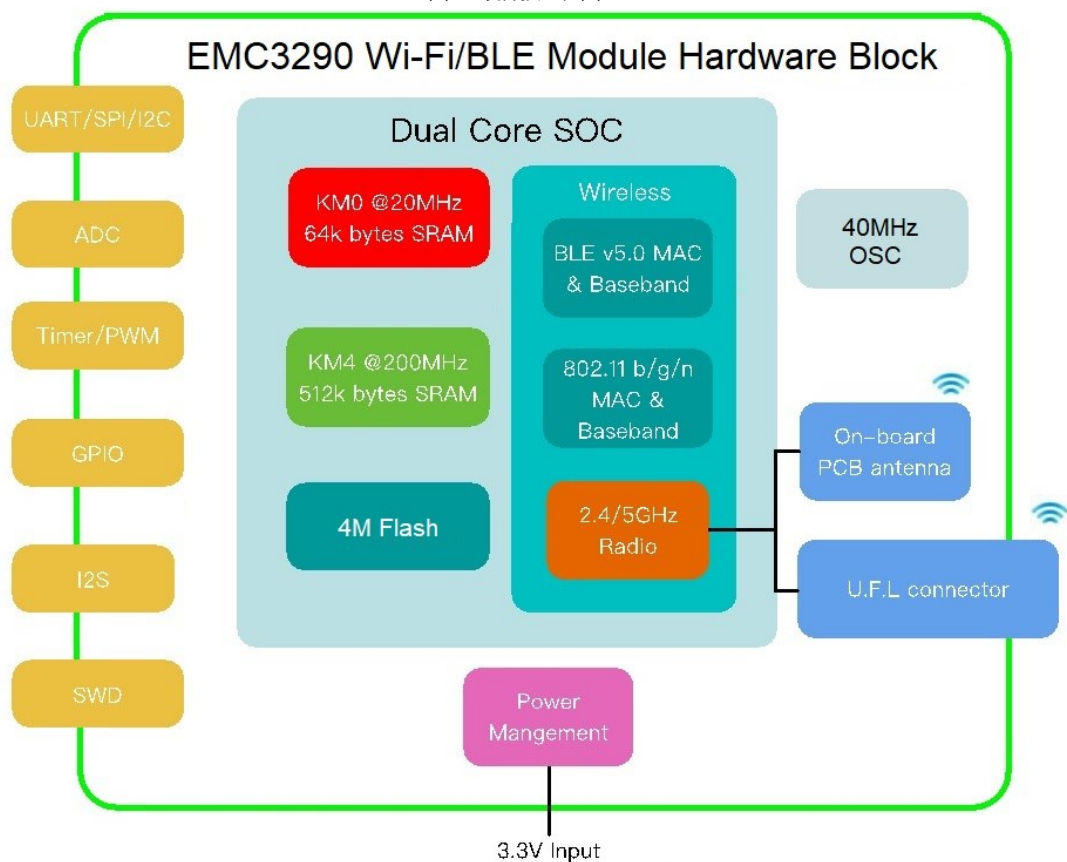 EMC3290 Wi-Fi/BLE Module Hardware Block
UART/SPI/I2C
ADC
Timer/PWM
GPIO
I2S
SWD
Dual Core SOC
KM0 @20MHz
64k bytes SRAM
KM4 @200MHz
512k bytes SRAM
4M Flash
Wireless
BLE v5.0 MAC
& Baseband
802.11 b/g/n
MAC &
Baseband
2.4/5GHz
Radio
40MHz
OSC
On-board
PCB antenna
U.F.L connector
Power
Mangement
3.3V Input